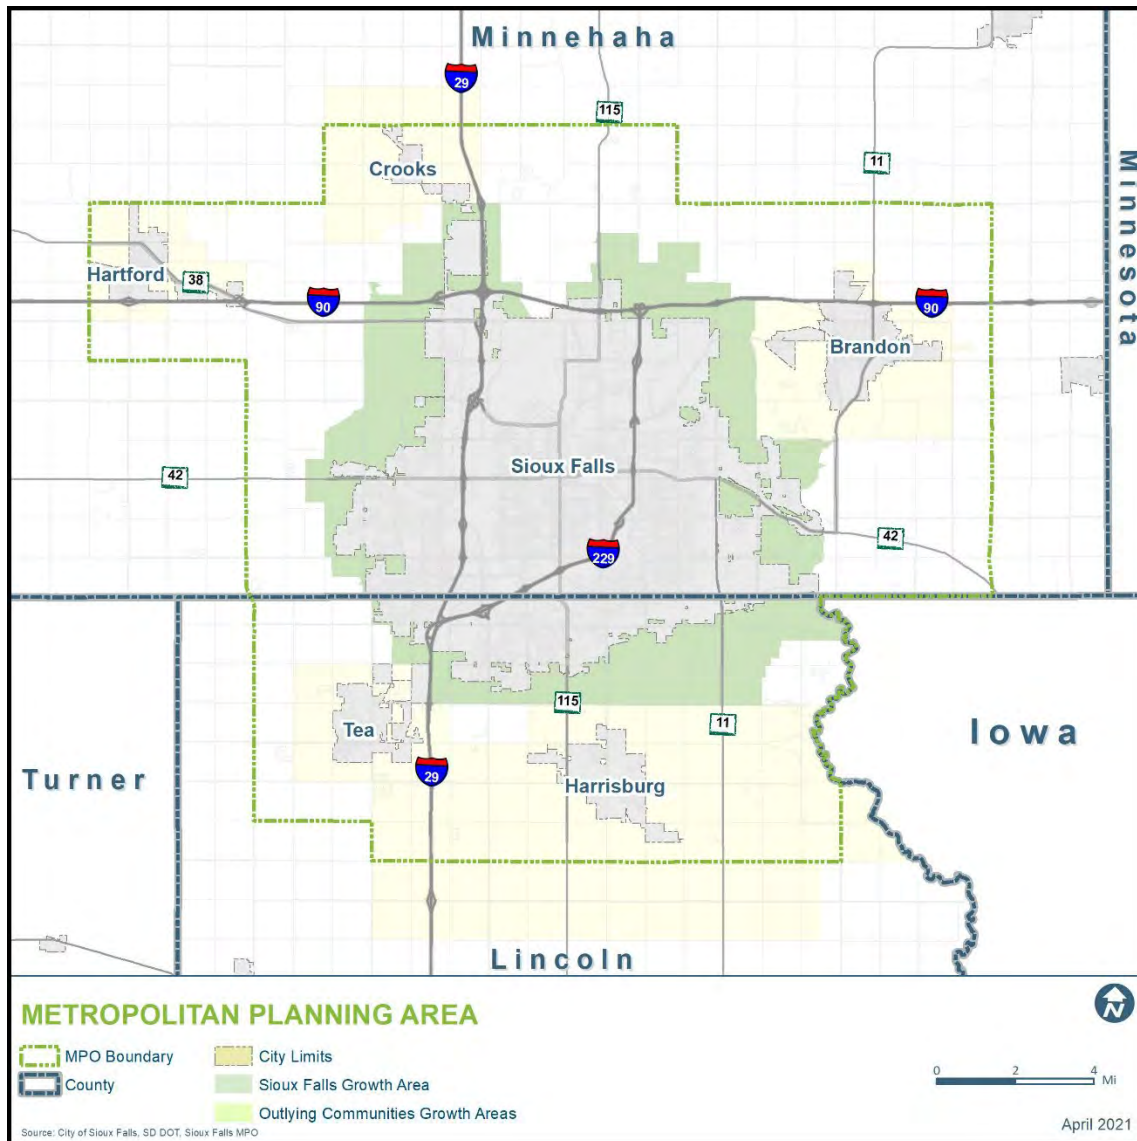 Minnehaha
29
115
11
Minnesota
Crooks
Hartford
38
90
90
Brandon
Sioux Falls
42
42
229
115
11
Tea
29
Iowa
Turner
Harrisburg
Lincoln
METROPOLITAN PLANNING AREA
MPO Boundary
County
City Limits
Sioux Falls Growth Area
Outlying Communities Growth Areas
N
0 2 4
Mi
Source: City of Sioux Falls, SD DOT, Sioux Falls MPO
April 2021